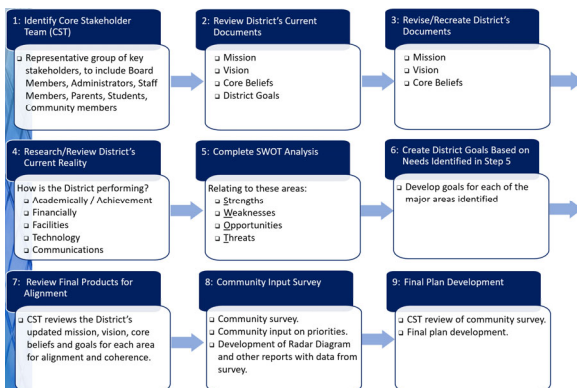 1: Identify Core Stakeholder
Team (CST)
❑ Representative group of key
stakeholders, to include Board
Members, Administrators, Staff
Members, Parents, Students,
Community members
2: Review District's Current
Documents
❑ Mission
❑ Vision
❑ Core Beliefs
❑ District Goals
3: Revise/Recreate District's
Documents
❑ Mission
❑ Vision
❑ Core Beliefs
4: Research/Review District's
Current Reality
How is the District performing?
❑ Academically / Achievement
❑ Financially
❑ Facilities
❑ Technology
❑ Communications
5: Complete SWOT Analysis
Relating to these areas:
❑ Strengths
❑ Weaknesses
❑ Opportunities
❑ Threats
6: Create District Goals Based on
Needs Identified in Step 5
❑ Develop goals for each of the
major areas identified
7: Review Final Products for
Alignment
❑ CST reviews the District's
updated mission, vision, core
beliefs and goals for each area
for alignment and coherence.
8: Community Input Survey
❑ Community survey.
❑ Community input on priorities.
❑ Development of Radar Diagram
and other reports with data from
survey.
9: Final Plan Development
❑ CST review of community survey.
❑ Final plan development.